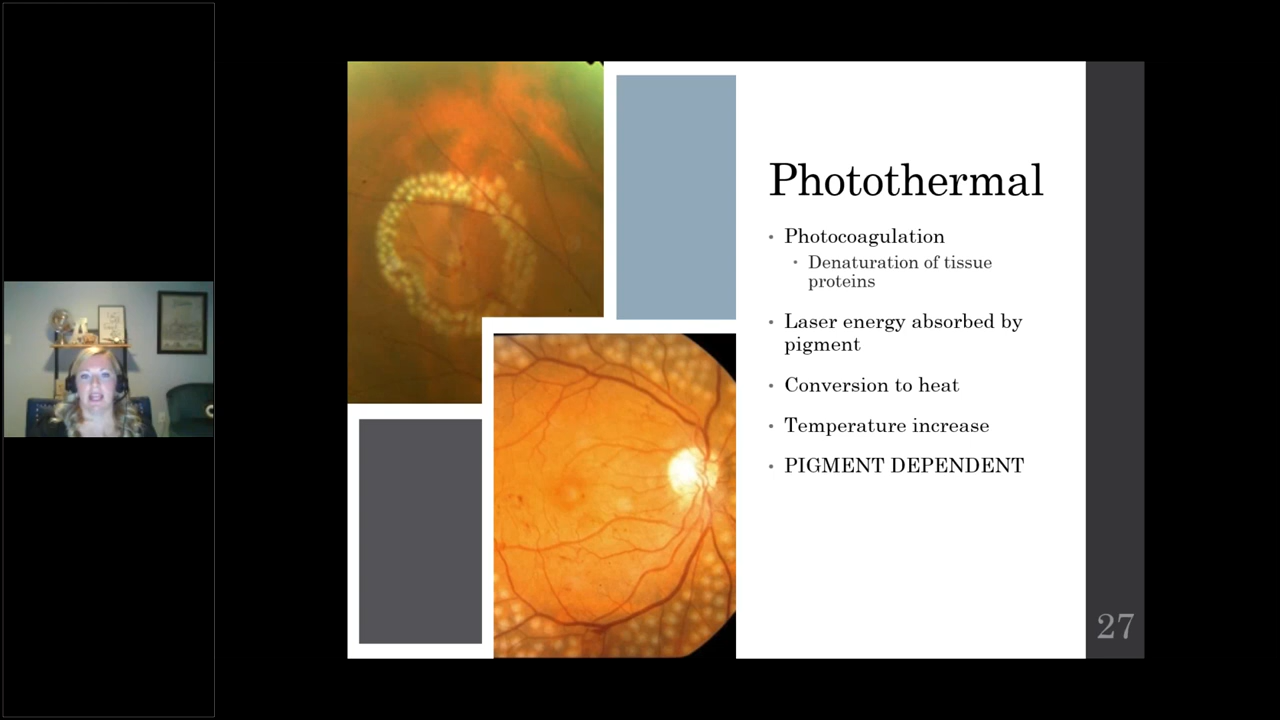 Photothermal
• Photocoagulation
• Denaturation of tissue
proteins
• Laser energy absorbed by
pigment
• Conversion to heat
• Temperature increase
• PIGMENT DEPENDENT
27